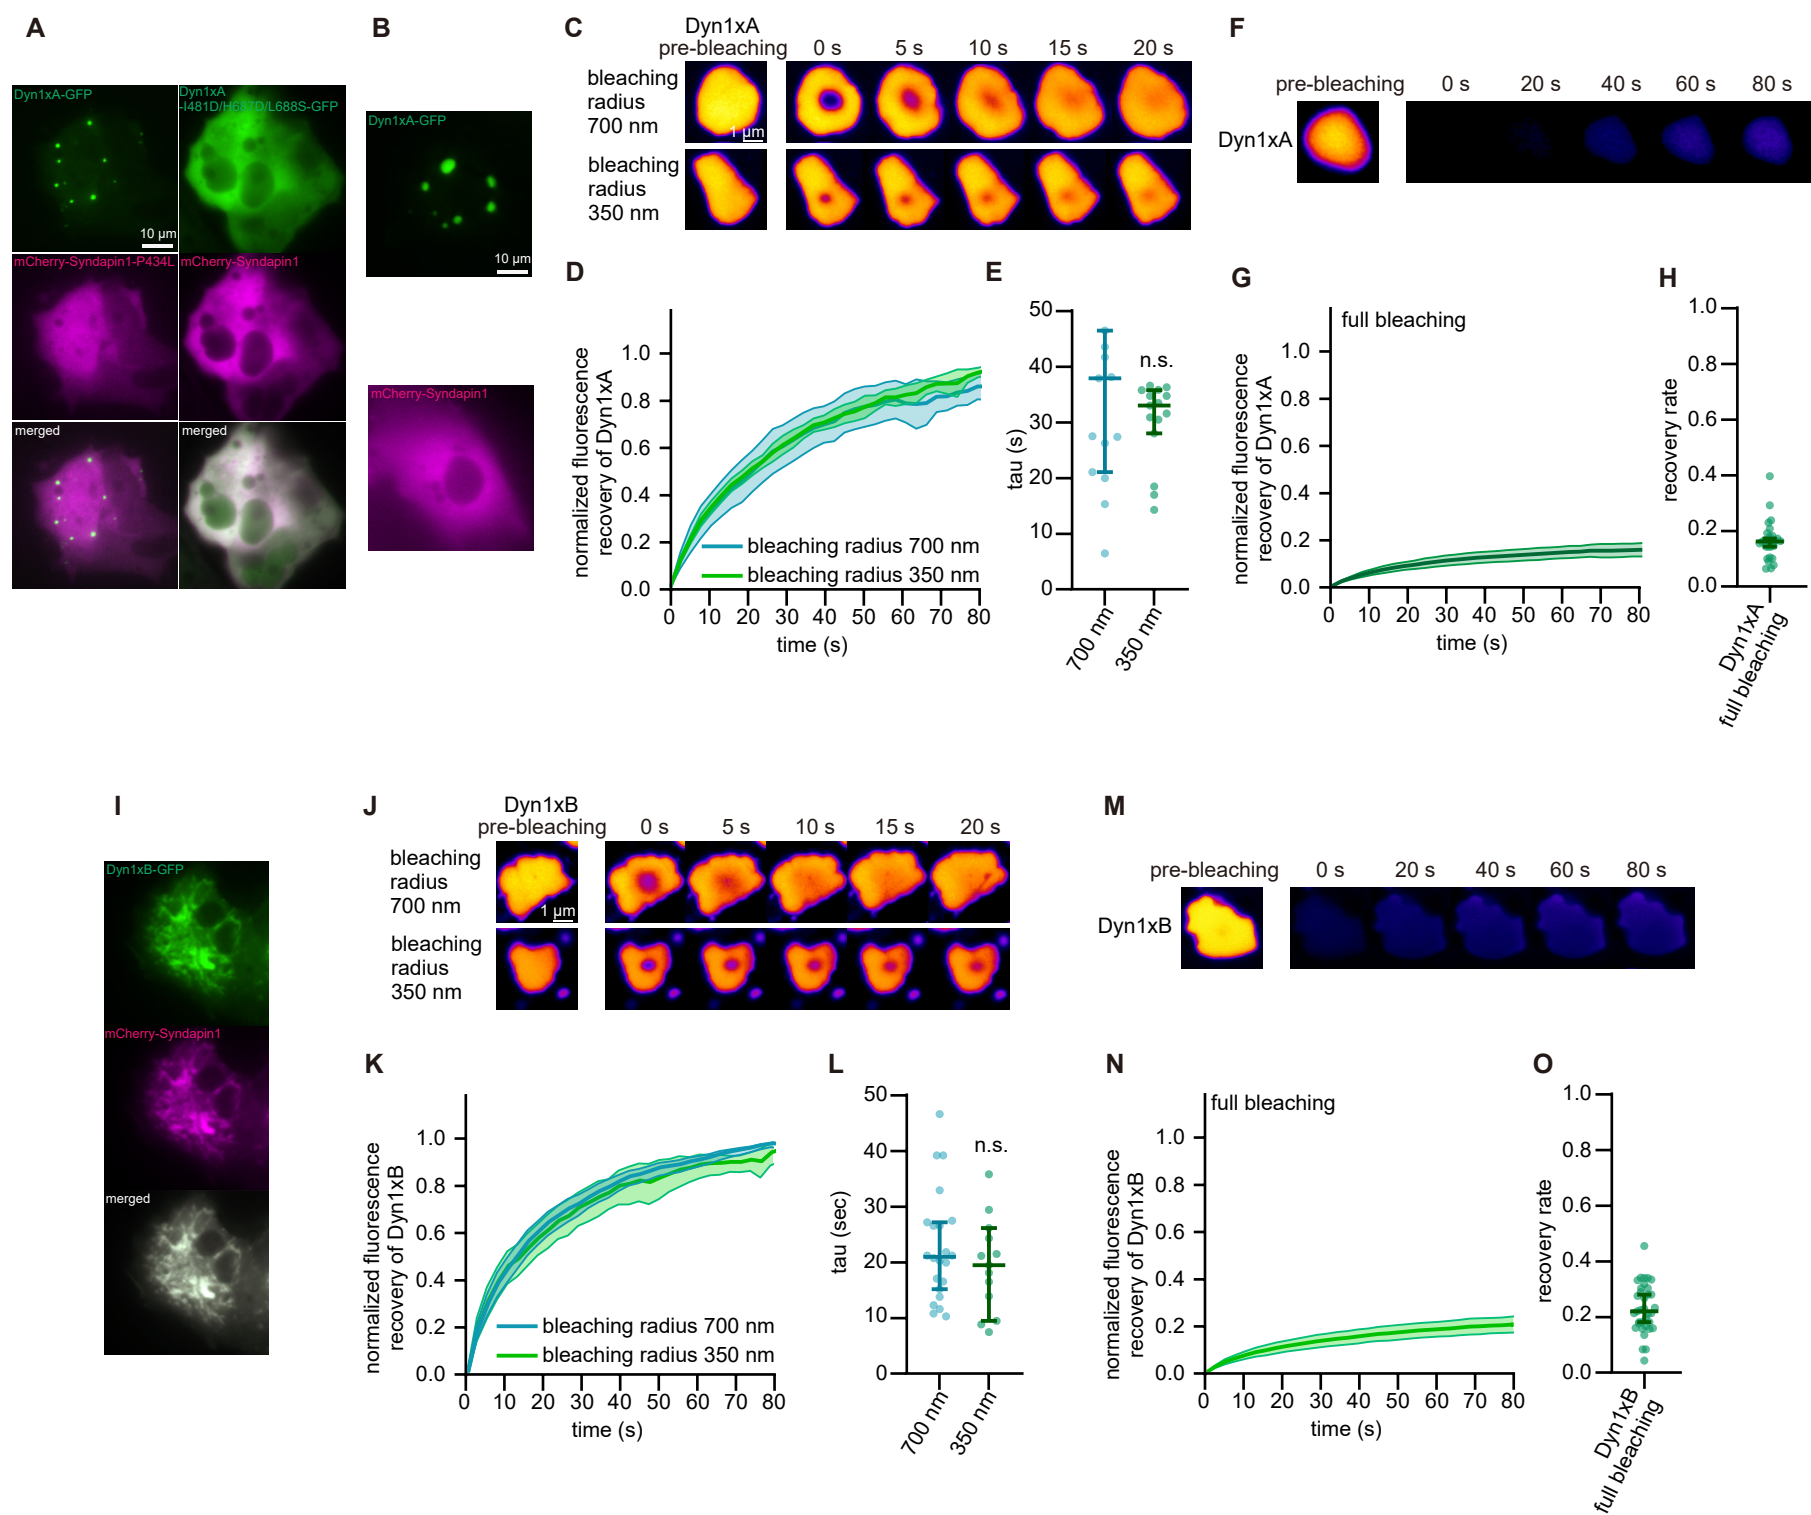 A
Dyn1xA-GFP
10 µm
Dyn1xA
-I481D/H687D/L688S-GFP
mCherry-Syndapin1-P434L
mCherry-Syndapin1
merged
merged
B
Dyn1xA-GFP
10 µm
mCherry-Syndapin1
C
Dyn1xA
pre-bleaching
0 s
5 s
10 s
15 s
20 s
bleaching
radius
700 nm
1 µm
bleaching
radius
350 nm
D
normalized fluorescence
recovery of Dyn1xA
1.0
0.8
0.6
0.4
0.2
0.0
bleaching radius 700 nm
bleaching radius 350 nm
0 10 20 30 40 50 60 70 80
time (s)
E
tau (s)
50
40
30
20
10
0
n.s.
700 nm
350 nm
F
pre-bleaching
0 s
20 s
40 s
60 s
80 s
Dyn1xA
G
full bleaching
normalized fluorescence
recovery of Dyn1xA
1.0
0.8
0.6
0.4
0.2
0.0
0 10 20 30 40 50 60 70 80
time (s)
H
recovery rate
1.0
0.8
0.6
0.4
0.2
0.0
Dyn1xA
full bleaching
I
Dyn1xB-GFP
mCherry-Syndapin1
merged
J
Dyn1xB
pre-bleaching
0 s
5 s
10 s
15 s
20 s
bleaching
radius
700 nm
1 µm
bleaching
radius
350 nm
K
normalized fluorescence
recovery of Dyn1xB
1.0
0.8
0.6
0.4
0.2
0.0
bleaching radius 700 nm
bleaching radius 350 nm
0 10 20 30 40 50 60 70 80
time (s)
L
tau (sec)
50
40
30
20
10
0
n.s.
700 nm
350 nm
M
pre-bleaching
0 s
20 s
40 s
60 s
80 s
Dyn1xB
N
full bleaching
normalized fluorescence
recovery of Dyn1xB
1.0
0.8
0.6
0.4
0.2
0.0
0 10 20 30 40 50 60 70 80
time (s)
O
recovery rate
1.0
0.8
0.6
0.4
0.2
0.0
Dyn1xB
full bleaching